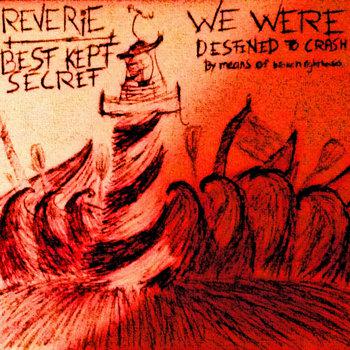 REVERIE
BEST KEPT
SECRET
WE WERE
DESTINED TO CRASH
By means of